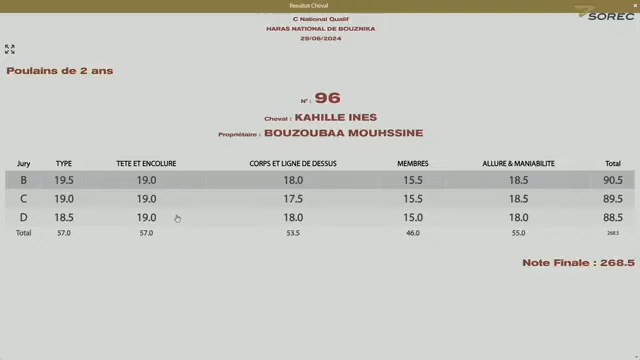 Resultat Cheval
SOREC
C National Qualif
HARAS NATIONAL DE BOUZNIKA
29/06/2024
Poulains de 2 ans
N° : 96
Cheval : KAHILLE INES
Propriétaire : BOUZOUBAA MOUHSSINE
Jury TYPE TETE ET ENCOLURE CORPS ET LIGNE DE DESSUS MEMBRES ALLURE & MANIABILITE Total
B 19.5 19.0 18.0 15.5 18.5 90.5
C 19.0 19.0 17.5 15.5 18.5 89.5
D 18.5 19.0 18.0 15.0 18.0 88.5
Total 57.0 57.0 53.5 46.0 55.0 268.5
Note Finale : 268.5